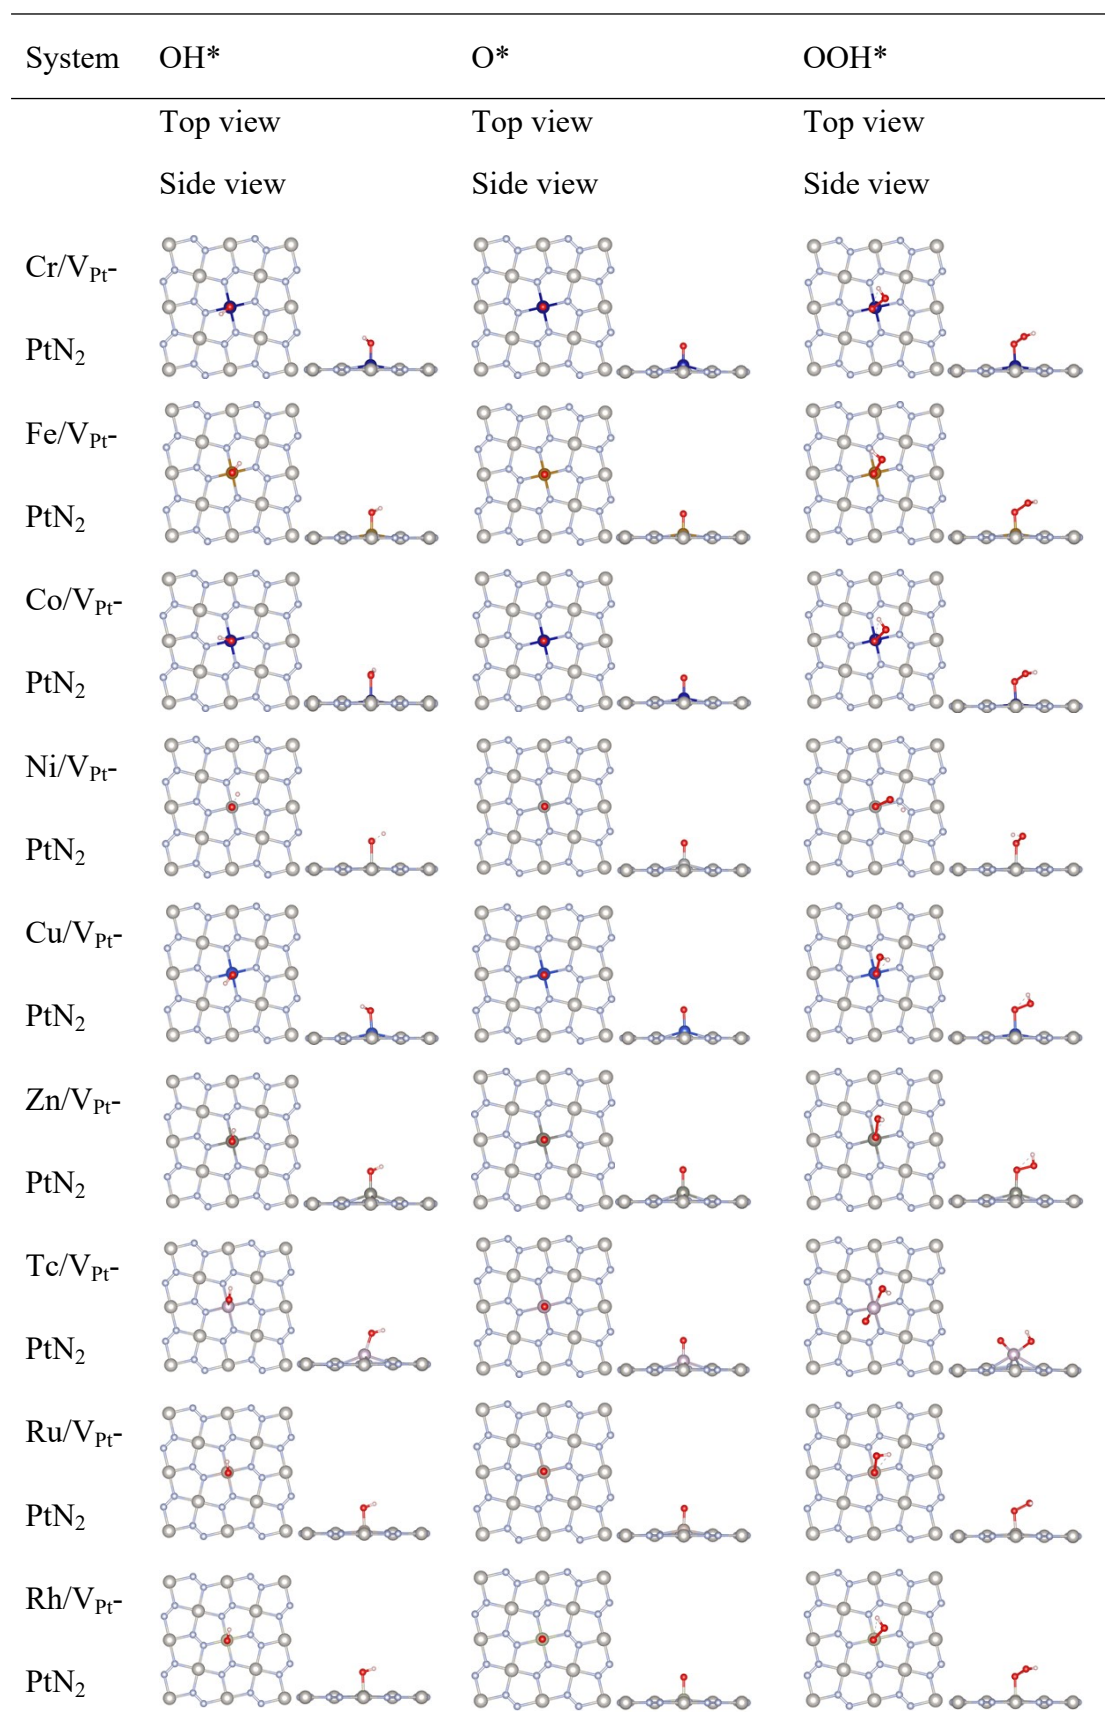 System OH* O* OOH*
Top view Top view Top view
Side view Side view Side view
Cr/VPt-
PtN2
Fe/VPt-
PtN2
Co/VPt-
PtN2
Ni/VPt-
PtN2
Cu/VPt-
PtN2
Zn/VPt-
PtN2
Tc/VPt-
PtN2
Ru/VPt-
PtN2
Rh/VPt-
PtN2